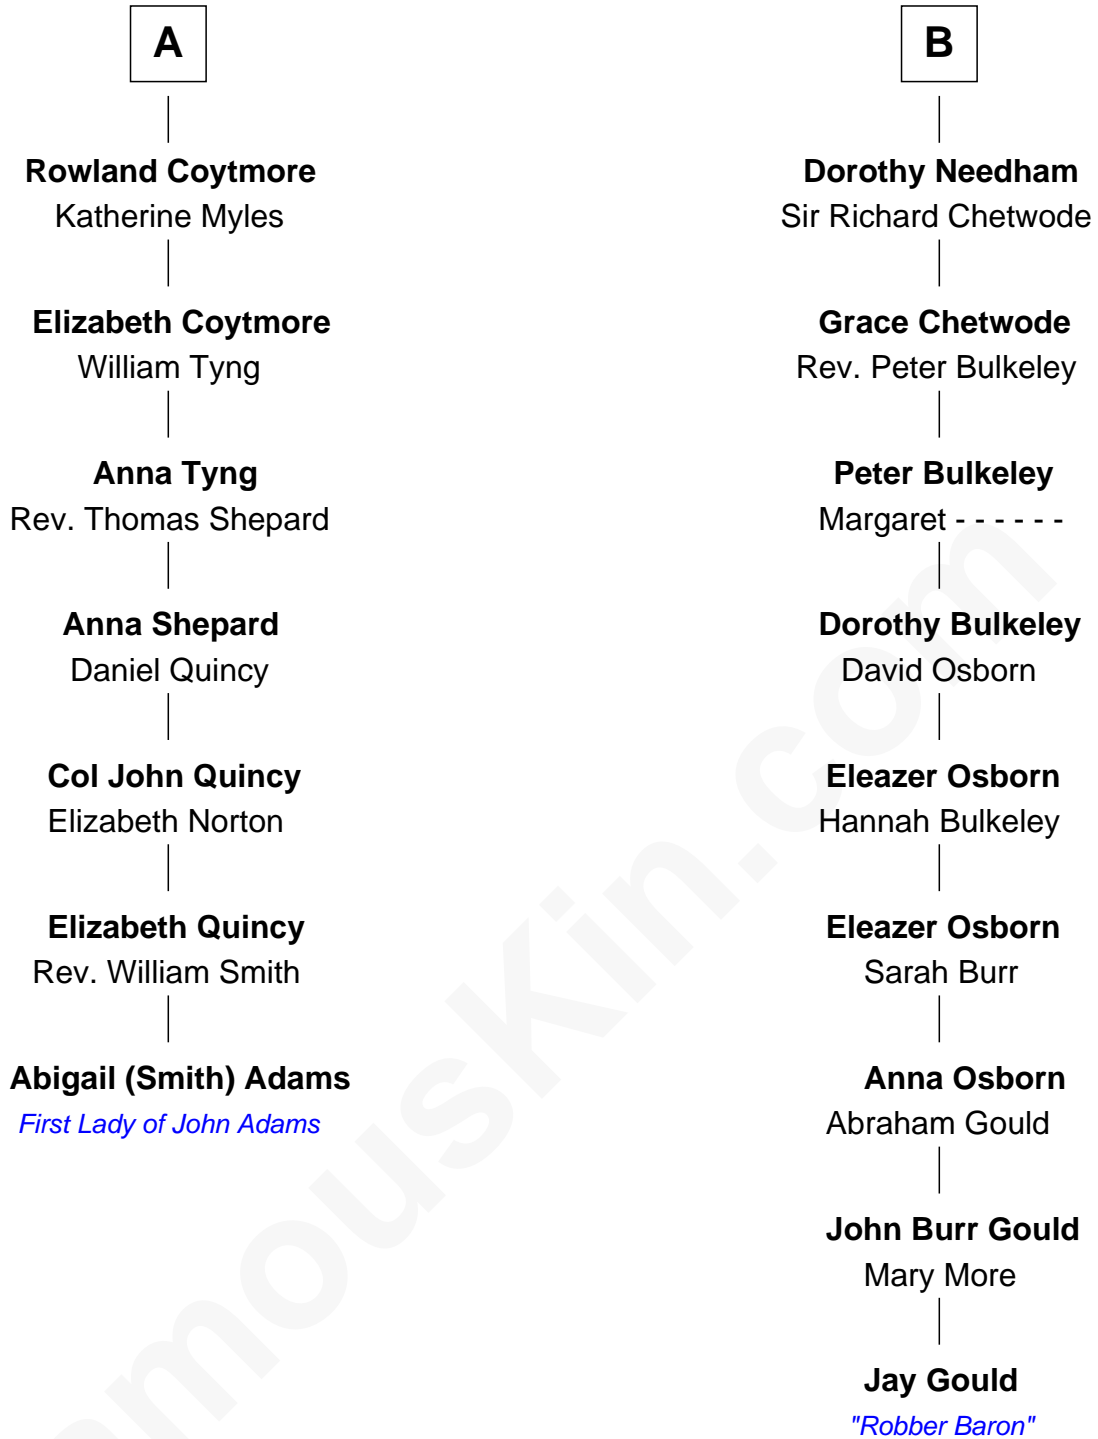 A
Rowland Coytmore
Katherine Myles
Elizabeth Coytmore
William Tyng
Anna Tyng
Rev. Thomas Shepard
Anna Shepard
Daniel Quincy
Col John Quincy
Elizabeth Norton
Elizabeth Quincy
Rev. William Smith
Abigail (Smith) Adams
First Lady of John Adams
B
Dorothy Needham
Sir Richard Chetwode
Grace Chetwode
Rev. Peter Bulkeley
Peter Bulkeley
Margaret - - - - - -
Dorothy Bulkeley
David Osborn
Eleazer Osborn
Hannah Bulkeley
Eleazer Osborn
Sarah Burr
Anna Osborn
Abraham Gould
John Burr Gould
Mary More
Jay Gould
"Robber Baron"
amousKin.com